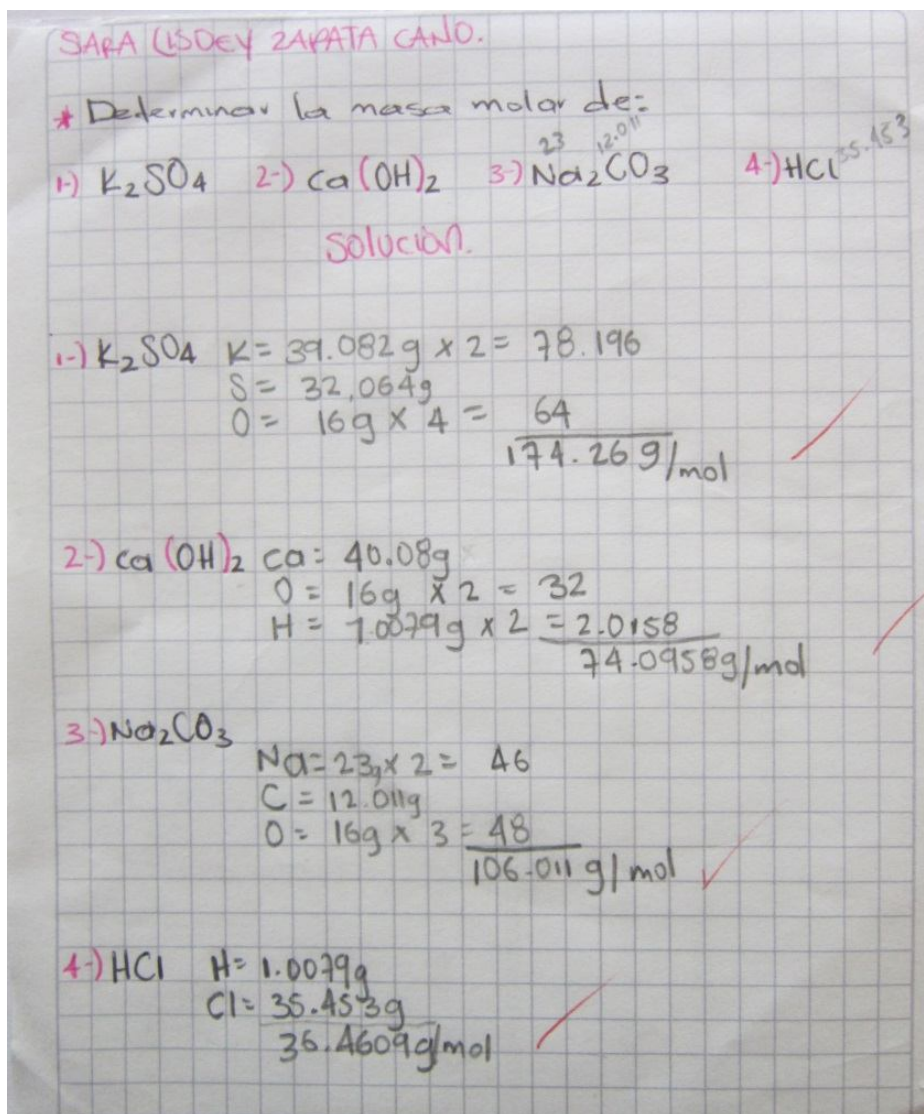 SARA LISDEY ZAPATA CANO.
* Determinar la masa molar de:
23 12.011 35.453
1-) K₂SO₄ 2-) Ca(OH)₂ 3-) Na₂CO₃ 4-) HCl
Solución.
1-) K₂SO₄ K= 39.082g x 2= 78.196
S= 32,064g
O= 16g x 4 = 64
174.26g/mol
2-) Ca(OH)₂ Ca= 40.08g
O= 16g x 2 = 32
H= 1.0079g x 2 = 2.0158
74.0958g/mol
3-) Na₂CO₃
Na=23g x 2= 46
C= 12.011g
O= 16g x 3 = 48
106.011 g/mol
4-) HCl H= 1.0079g
Cl= 35.453g
36.4609g/mol